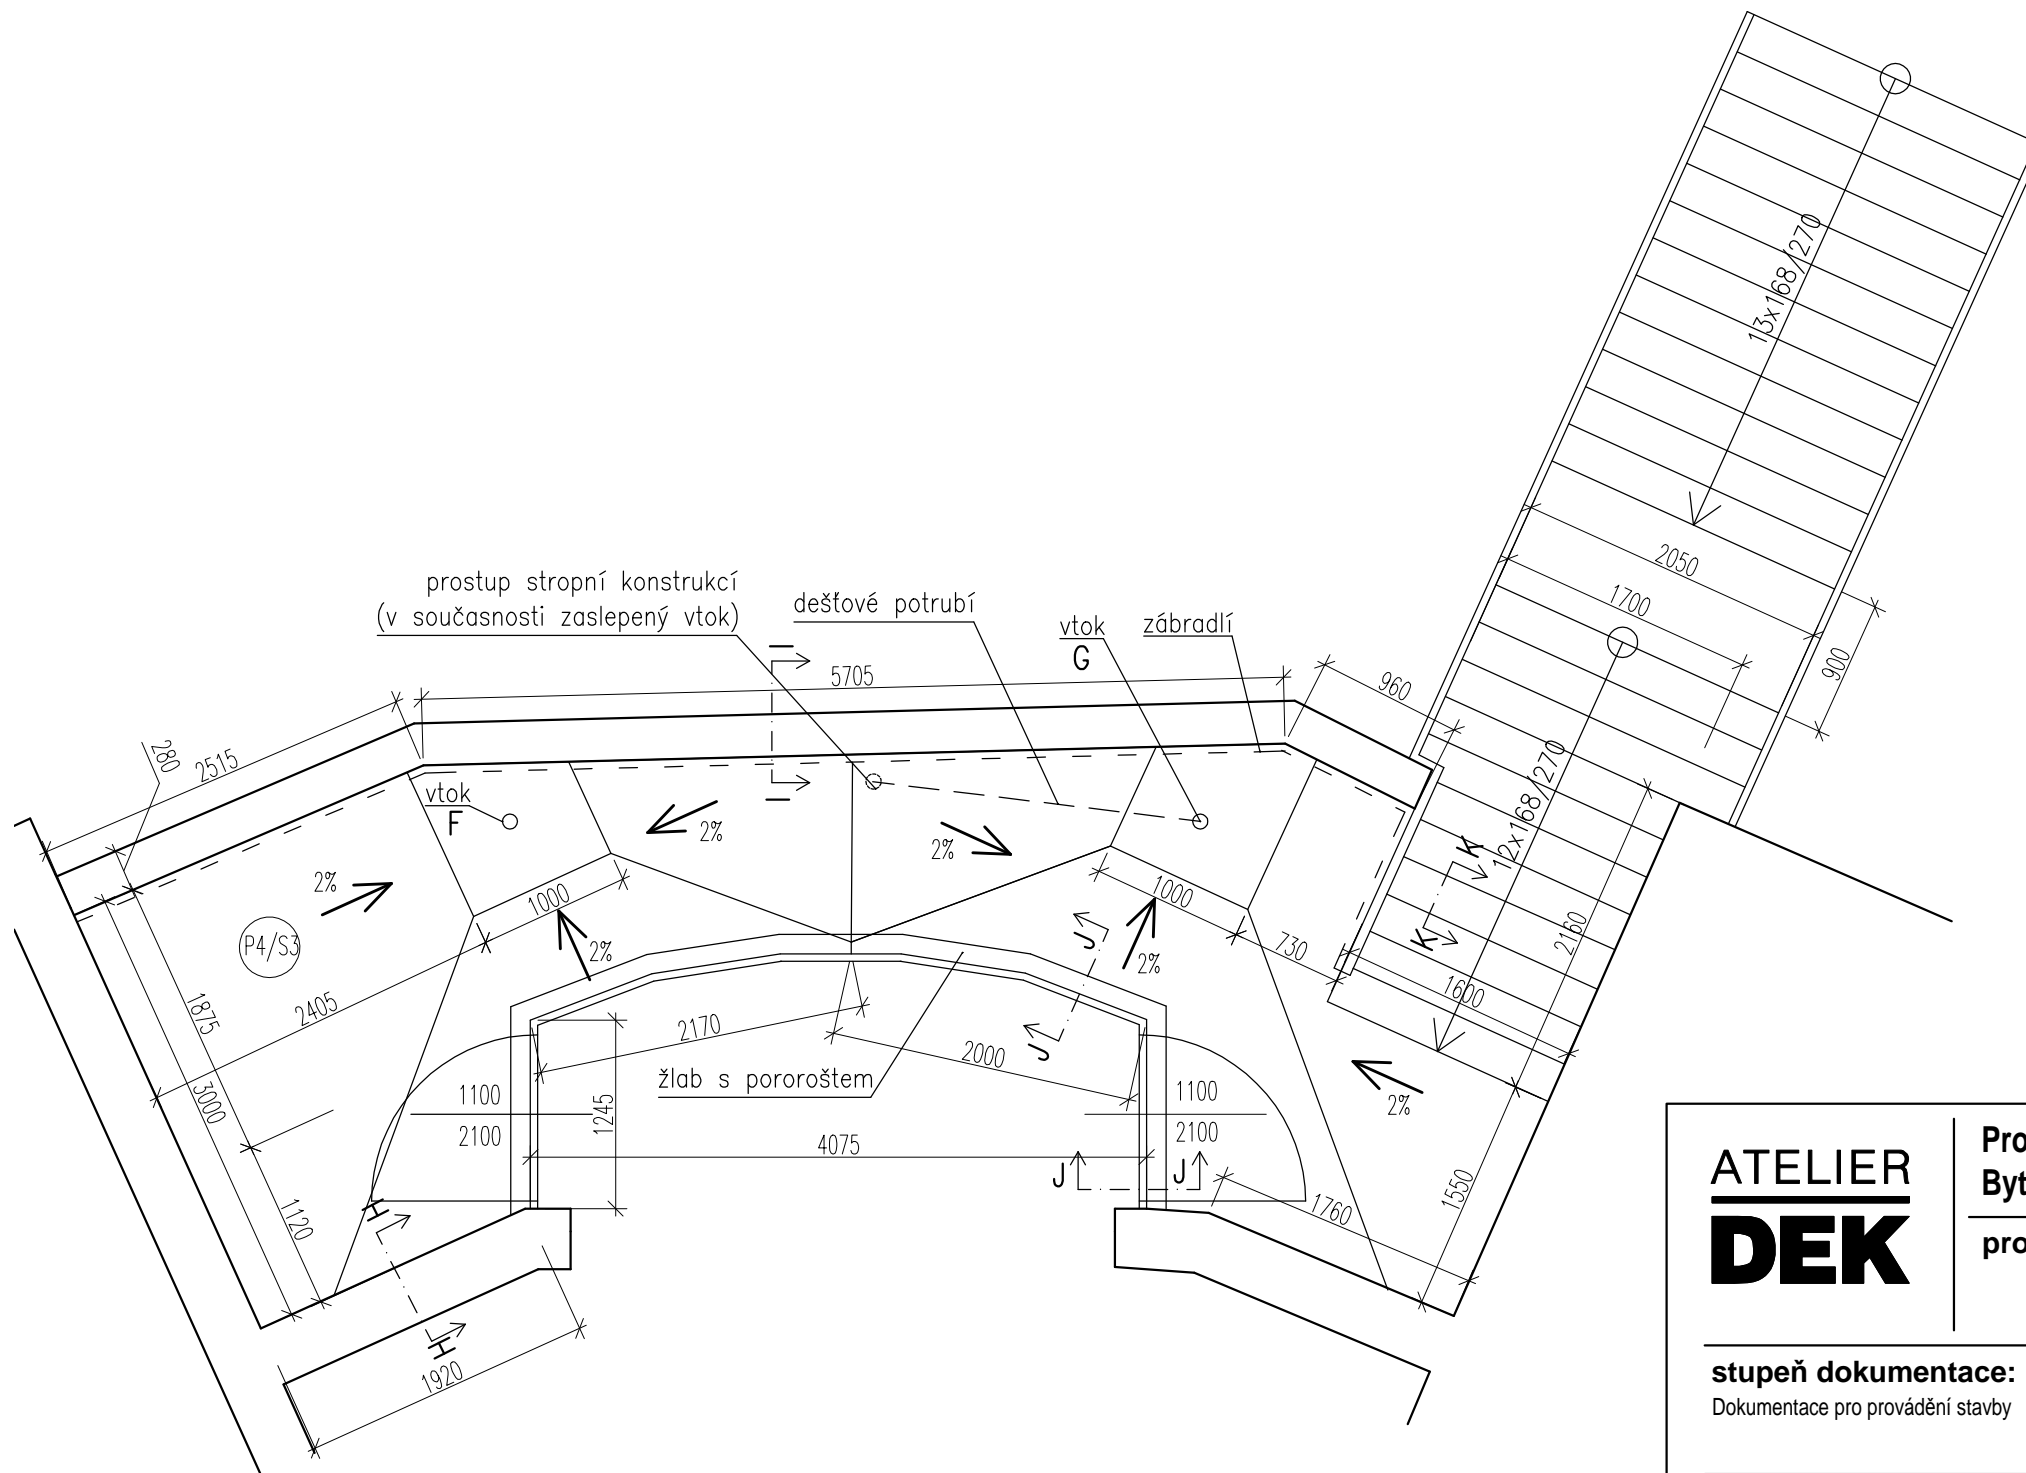 13x168/270
2050
1700
900
prostup stropní konstrukcí
(v současnosti zaslepený vtok)
dešťové potrubí
vtok
G
zábradlí
I
I
5705
960
280
2515
vtok
F
2%
2%
2%
12x168/270
K
K
2160
P4/S3
1000
2%
1000
J
2%
730
1600
1875
2405
2170
J
2000
3000
žlab s pororoštem
1100
2100
1245
1100
2100
2%
4075
J
J
1120
H
1760
1550
H
1920
ATELIER
DEK
Pro
Byt
pro
stupeň dokumentace:
Dokumentace pro provádění stavby